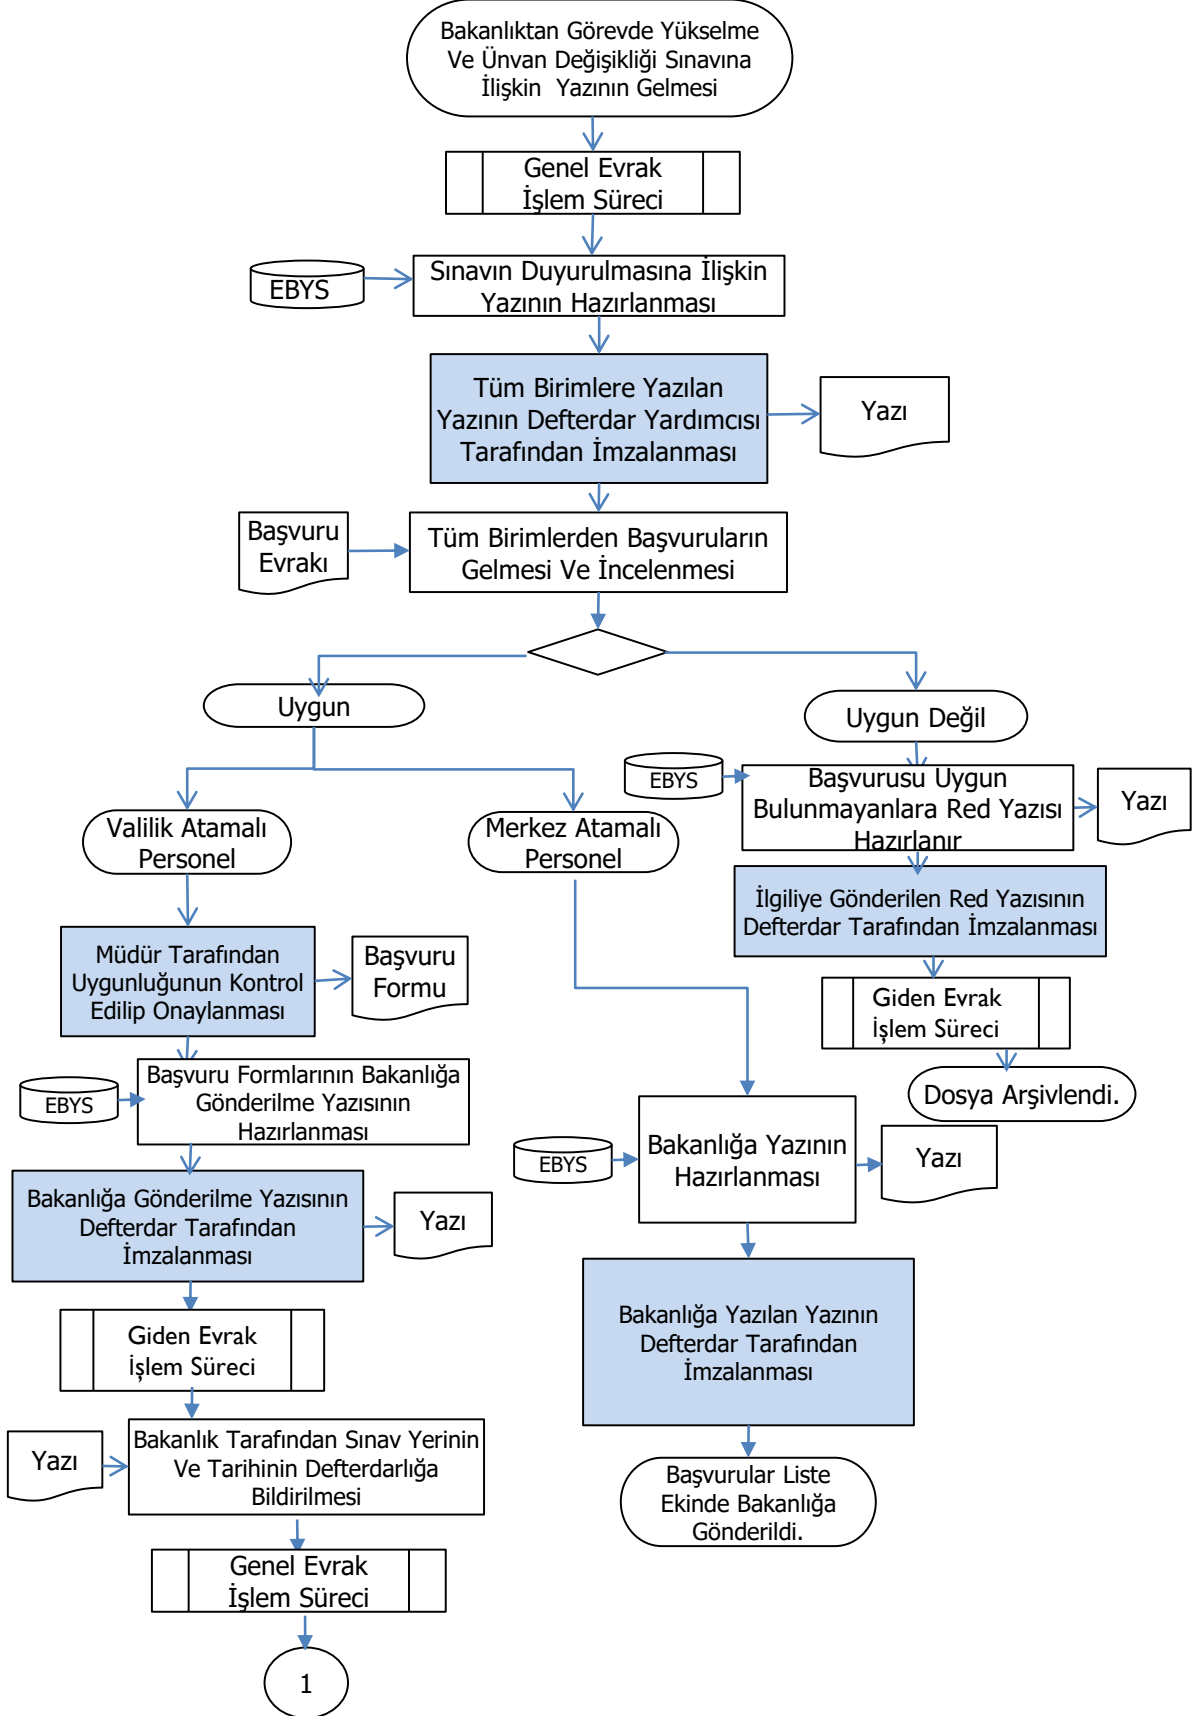 Bakanlıktan Görevde Yükselme
Ve Ünvan Değişikliği Sınavına
İlişkin Yazının Gelmesi
Genel Evrak
İşlem Süreci
EBYS
Sınavın Duyurulmasına İlişkin
Yazının Hazırlanması
Tüm Birimlere Yazılan
Yazının Defterdar Yardımcısı
Tarafından İmzalanması
Yazı
Başvuru
Evrakı
Tüm Birimlerden Başvuruların
Gelmesi Ve İncelenmesi
Uygun
Uygun Değil
EBYS
Başvurusu Uygun
Bulunmayanlara Red Yazısı
Hazırlanır
Yazı
Valilik Atamalı
Personel
Merkez Atamalı
Personel
İlgiliye Gönderilen Red Yazısının
Defterdar Tarafından İmzalanması
Müdür Tarafından
Uygunluğunun Kontrol
Edilip Onaylanması
Başvuru
Formu
Giden Evrak
İşlem Süreci
Dosya Arşivlendi.
EBYS
Başvuru Formlarının Bakanlığa
Gönderilme Yazısının
Hazırlanması
EBYS
Bakanlığa Yazının
Hazırlanması
Yazı
Bakanlığa Gönderilme Yazısının
Defterdar Tarafından
İmzalanması
Yazı
Bakanlığa Yazılan Yazının
Defterdar Tarafından
İmzalanması
Giden Evrak
İşlem Süreci
Yazı
Bakanlık Tarafından Sınav Yerinin
Ve Tarihinin Defterdarlığa
Bildirilmesi
Başvurular Liste
Ekinde Bakanlığa
Gönderildi.
Genel Evrak
İşlem Süreci
1